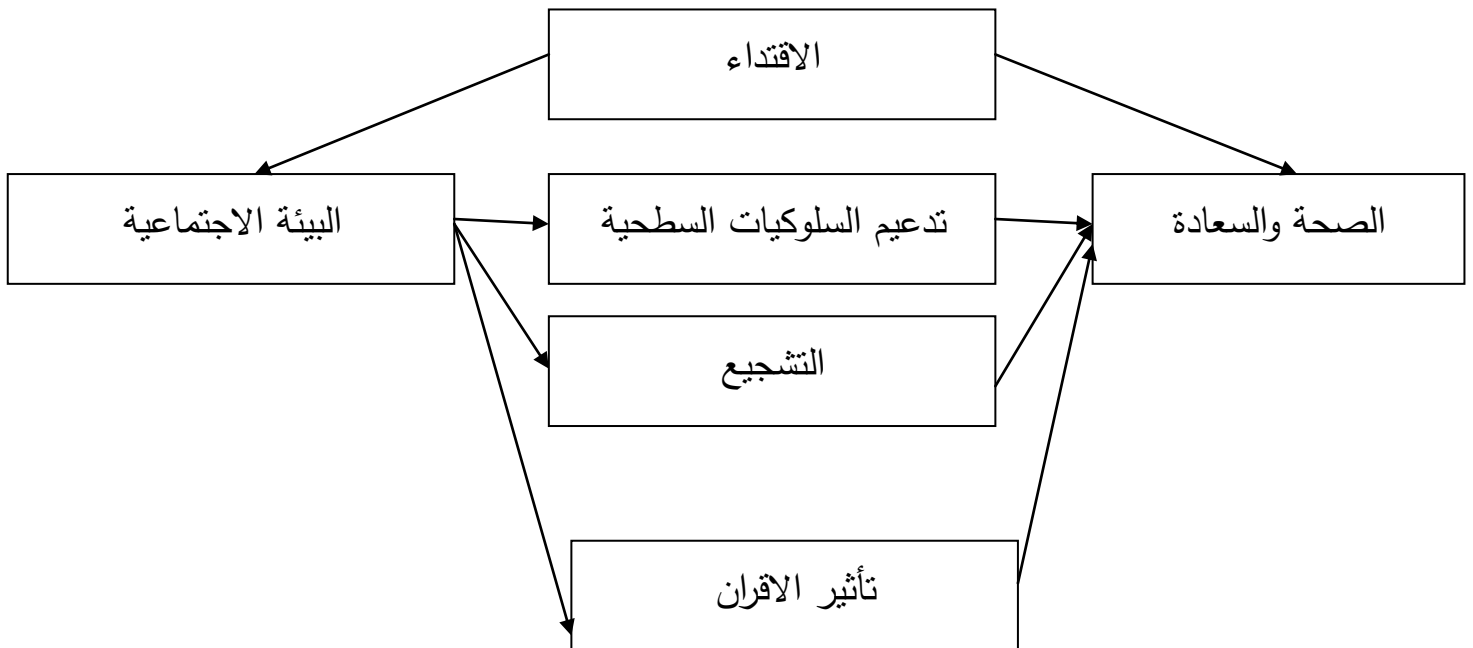 الاقتداء
الصحة والسعادة
تدعيم السلوكيات السطحية
البيئة الاجتماعية
التشجيع
تأثير الاقران